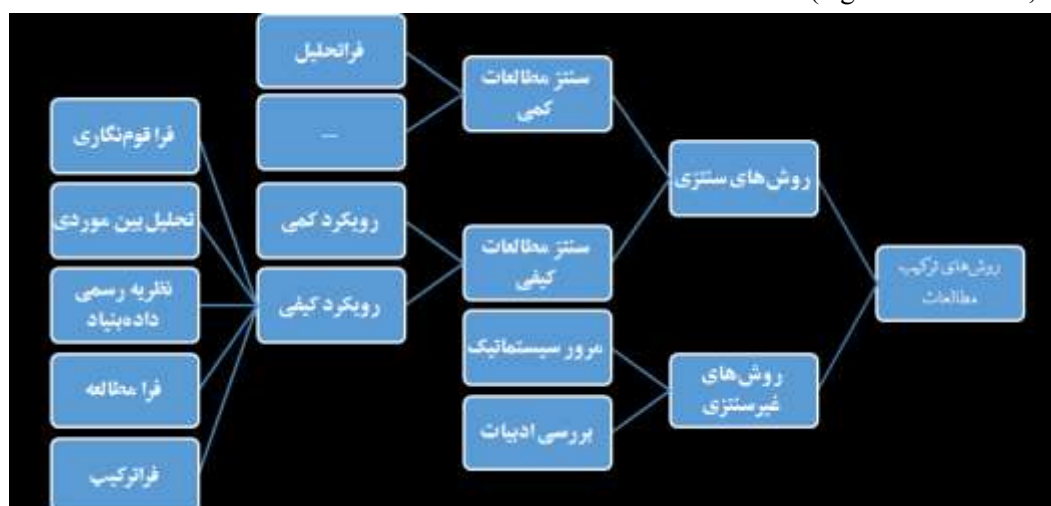 فراتحلیل
سنتز مطالعات
کمی
...
فرا قوم‌نگاری
روش‌های سنتزی
تحلیل بین موردی
رویکرد کمی
سنتز مطالعات
کیفی
روش‌های ترکیب
مطالعات
نظریه رسمی
داده‌بنیاد
رویکرد کیفی
مرور سیستماتیک
روش‌های
غیرسنتزی
فرا مطالعه
بررسی ادبیات
فراترکیب